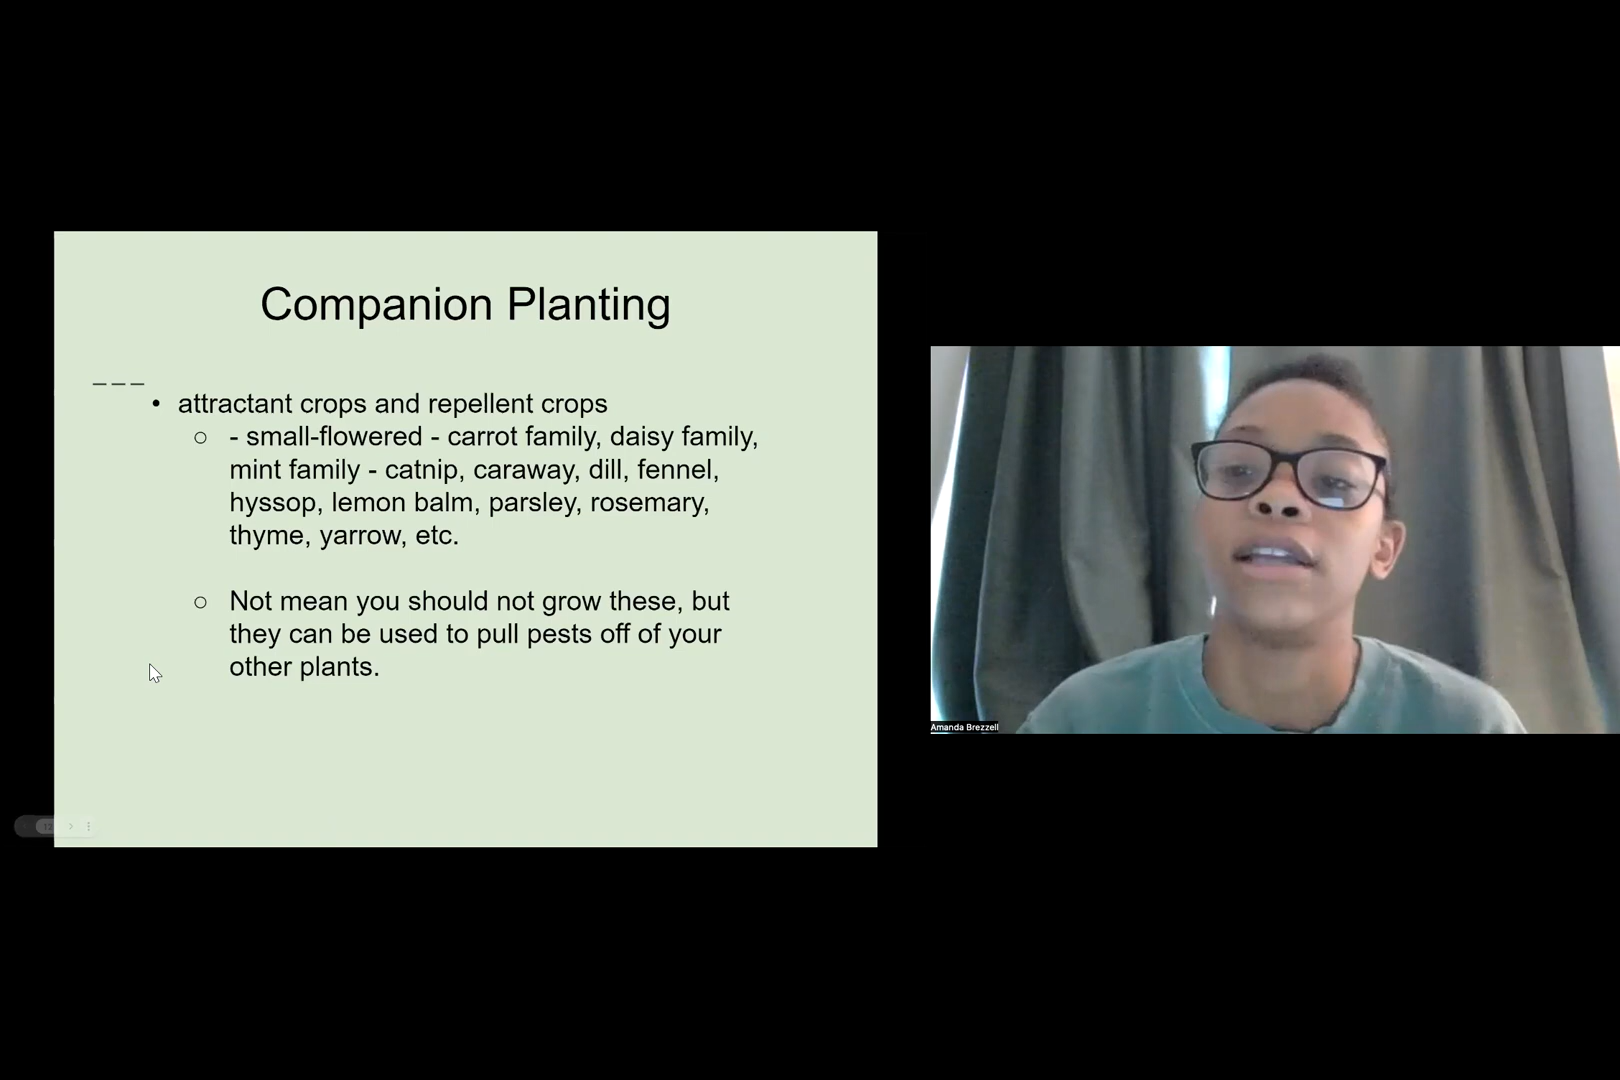 Companion Planting
– – –
• attractant crops and repellent crops
○ - small-flowered - carrot family, daisy family,
mint family - catnip, caraway, dill, fennel,
hyssop, lemon balm, parsley, rosemary,
thyme, yarrow, etc.
○ Not mean you should not grow these, but
they can be used to pull pests off of your
other plants.
Amanda Brezzell